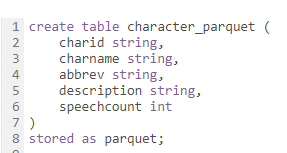 1 create table character_parquet (
2     charid string,
3     charname string,
4     abbrev string,
5     description string,
6     speechcount int
7 )
8 stored as parquet;